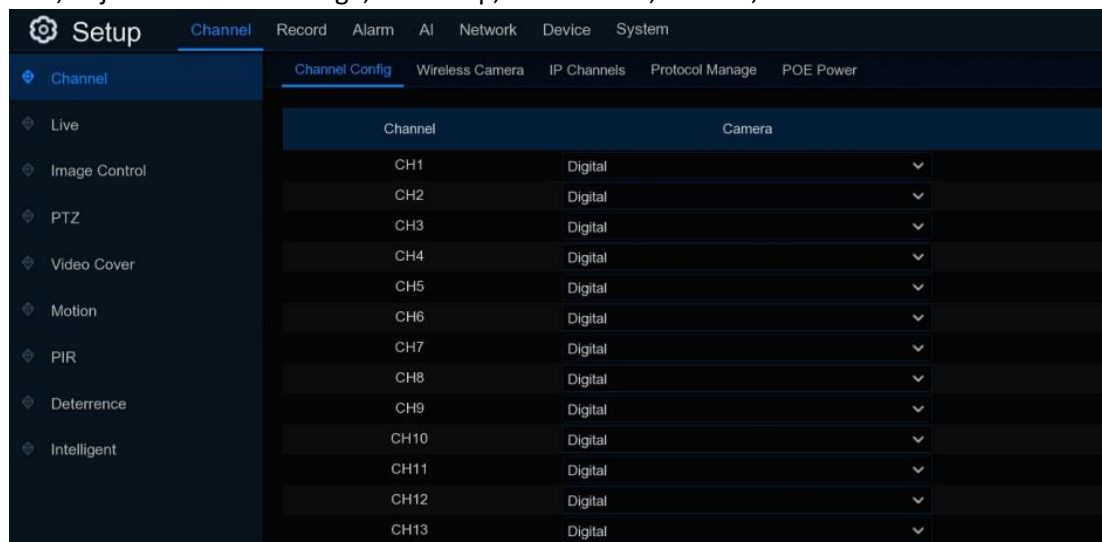 Setup Channel Record Alarm AI Network Device System
Channel
Live
Image Control
PTZ
Video Cover
Motion
PIR
Deterrence
Intelligent
Channel Config Wireless Camera IP Channels Protocol Manage POE Power
Channel Camera
CH1 Digital
CH2 Digital
CH3 Digital
CH4 Digital
CH5 Digital
CH6 Digital
CH7 Digital
CH8 Digital
CH9 Digital
CH10 Digital
CH11 Digital
CH12 Digital
CH13 Digital